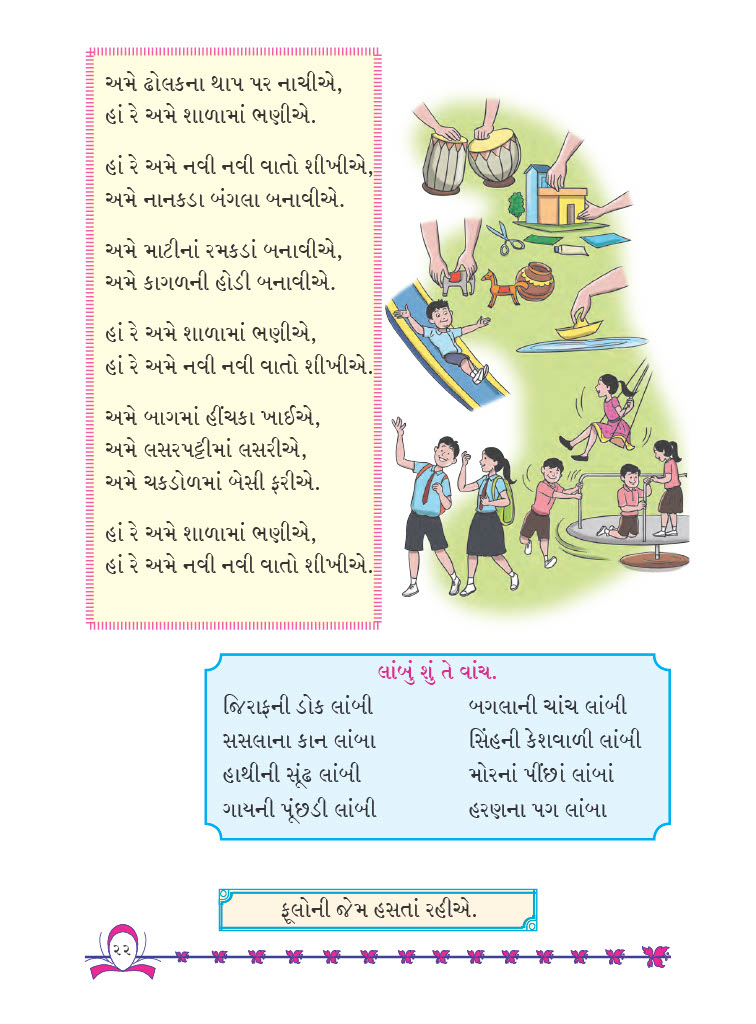 અમે ઢોલકના થાપ પર નાચીએ,
હાં રે અમે શાળામાં ભણીએ.
હાં રે અમે નવી નવી વાતો શીખીએ,
અમે નાનકડા બંગલા બનાવીએ.
અમે માટીનાં રમકડાં બનાવીએ,
અમે કાગળની હોડી બનાવીએ.
હાં રે અમે શાળામાં ભણીએ,
હાં રે અમે નવી નવી વાતો શીખીએ.
અમે બાગમાં હીંચકા ખાઈએ,
અમે લસરપટ્ટીમાં લસરીએ,
અમે ચકડોળમાં બેસી ફરીએ.
હાં રે અમે શાળામાં ભણીએ,
હાં રે અમે નવી નવી વાતો શીખીએ.
લાંબું શું તે વાંચ.
જિરાફની ડોક લાંબી
સસલાના કાન લાંબા
હાથીની સૂંઢ લાંબી
ગાયની પૂંછડી લાંબી
બગલાની ચાંચ લાંબી
સિંહની કેશવાળી લાંબી
મોરનાં પીંછાં લાંબાં
હરણના પગ લાંબા
ફૂલોની જેમ હસતાં રહીએ.
૨૨